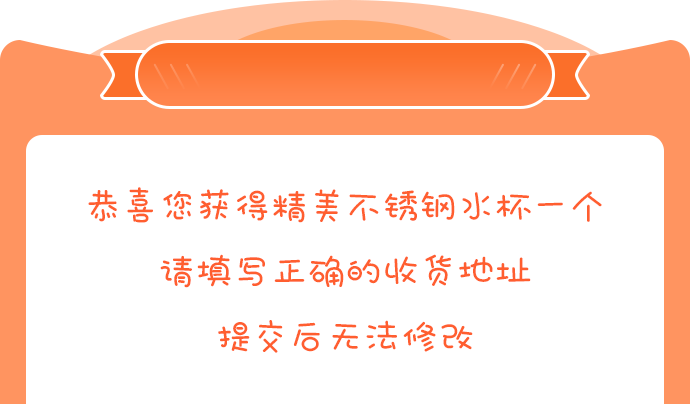 恭喜您获得精美不锈钢水杯一个
请填写正确的收货地址
提交后无法修改